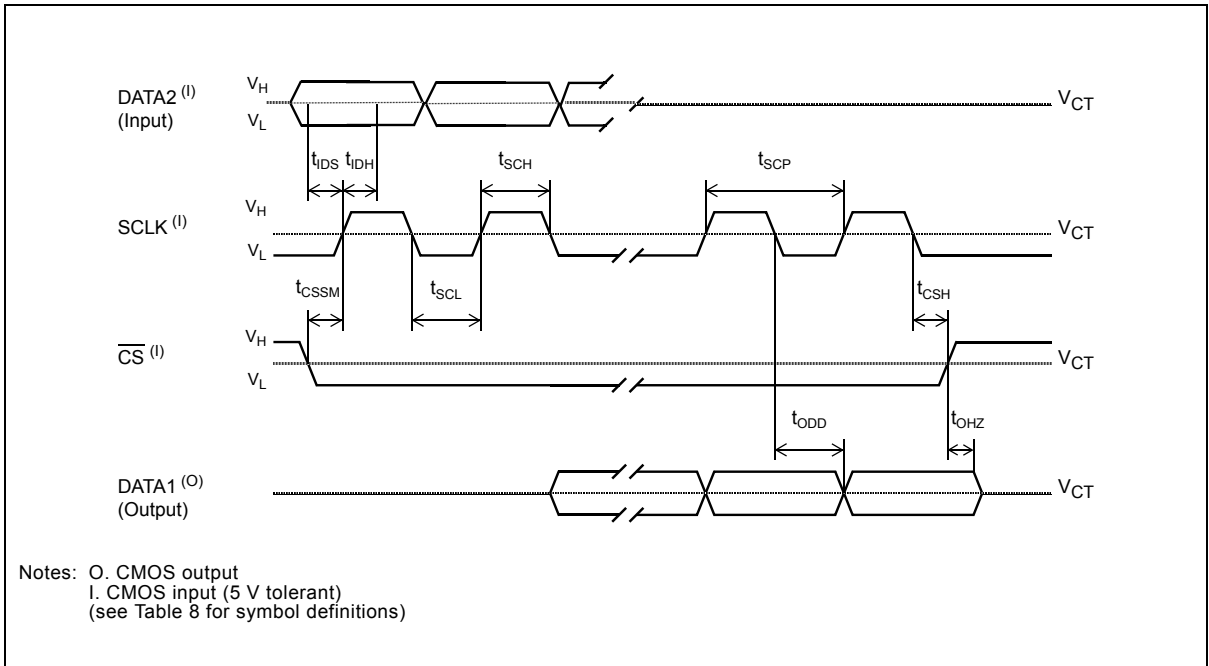 DATA2 (I)
(Input)
VH
VL
VCT
tIDS tIDH tSCH tSCP
SCLK (I)
VH
VL
VCT
tCSSM tSCL tCSH
CS (I)
VH
VL
VCT
tODD tOHZ
DATA1 (O)
(Output)
VCT
Notes: O. CMOS output
I. CMOS input (5 V tolerant)
(see Table 8 for symbol definitions)